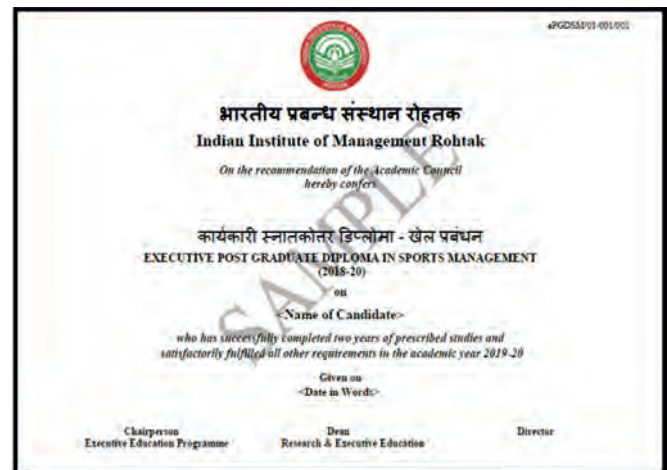 ePGDSM/01-001/001
भारतीय प्रबन्ध संस्थान रोहतक
Indian Institute of Management Rohtak
On the recommendation of the Academic Council
hereby confers
कार्यकारी स्नातकोत्तर डिप्लोमा - खेल प्रबंधन
EXECUTIVE POST GRADUATE DIPLOMA IN SPORTS MANAGEMENT
(2018-20)
on
<Name of Candidate>
who has successfully completed two years of prescribed studies and
satisfactorily fulfilled all other requirements in the academic year 2019-20
Given on
<Date in Words>
Chairperson Dean Director
Executive Education Programme Research & Executive Education
SAMPLE